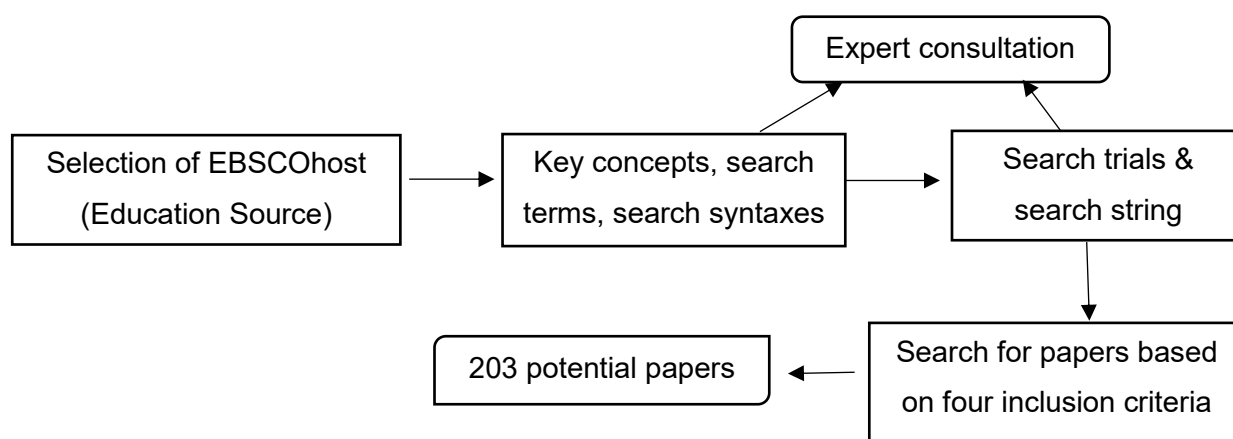 Expert consultation
Selection of EBSCOhost
(Education Source)
Key concepts, search
terms, search syntaxes
Search trials &
search string
203 potential papers
Search for papers based
on four inclusion criteria